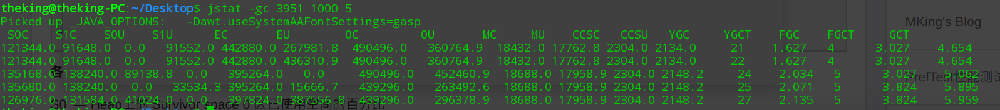 theking@theking-PC:~/Desktop$ jstat -gc 3951 1000 5
Picked up _JAVA_OPTIONS:   -Dawt.useSystemAAFontSettings=gasp
MKing's Blog
S0C S1C S0U S1U EC EU OC OU MC MU CCSC CCSU YGC YGCT FGC FGCT GCT
121344.0 91648.0 0.0 91552.0 442880.0 267981.8 490496.0 360764.9 18432.0 17762.8 2304.0 2134.0 21 1.627 4 3.027 4.654
121344.0 91648.0 0.0 91552.0 442880.0 436310.9 490496.0 360764.9 18432.0 17762.8 2304.0 2134.0 22 1.627 4 3.027 4.654
各
135168.0 138240.0 89138.8 0.0 395264.0 0.0 490496.0 452460.9 18688.0 17958.9 2304.0 2148.2 24 2.034 5 3.027
PrefTest性能测试
135680.0 138240.0 0.0 33534.3 395264.0 15666.7 439296.0 263492.6 18688.0 17958.9 2304.0 2148.2 25 2.071 5 3.824 5.895
126976.0 131584.0 0.0 439296.0 296378.9 18688.0 17958.9 2304.0 2148.2 27 2.135 5 3.824 5.959
S0 — Heap上的 Survivor space 0 区已使用空间的百分比